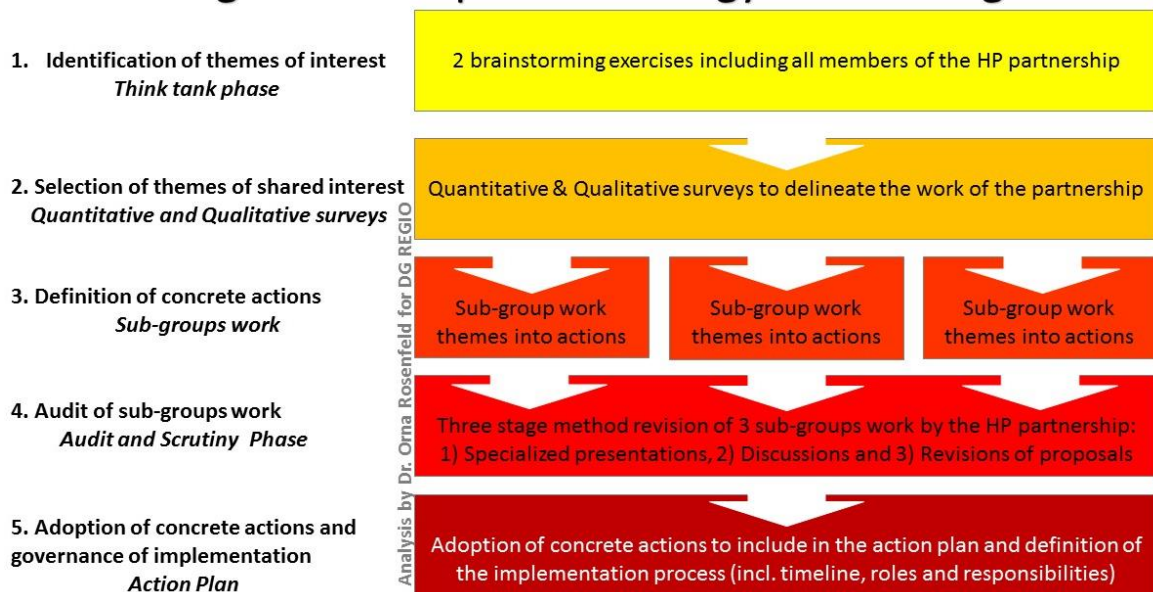 1. Identification of themes of interest
Think tank phase
2 brainstorming exercises including all members of the HP partnership
2. Selection of themes of shared interest
Quantitative and Qualitative surveys
Quantitative & Qualitative surveys to delineate the work of the partnership
3. Definition of concrete actions
Sub-groups work
Sub-group work
themes into actions
Sub-group work
themes into actions
Sub-group work
themes into actions
4. Audit of sub-groups work
Audit and Scrutiny Phase
Three stage method revision of 3 sub-groups work by the HP partnership:
1) Specialized presentations, 2) Discussions and 3) Revisions of proposals
5. Adoption of concrete actions and
governance of implementation
Action Plan
Adoption of concrete actions to include in the action plan and definition of
the implementation process (incl. timeline, roles and responsibilities)
Analysis by Dr. Orna Rosenfeld for DG REGIO